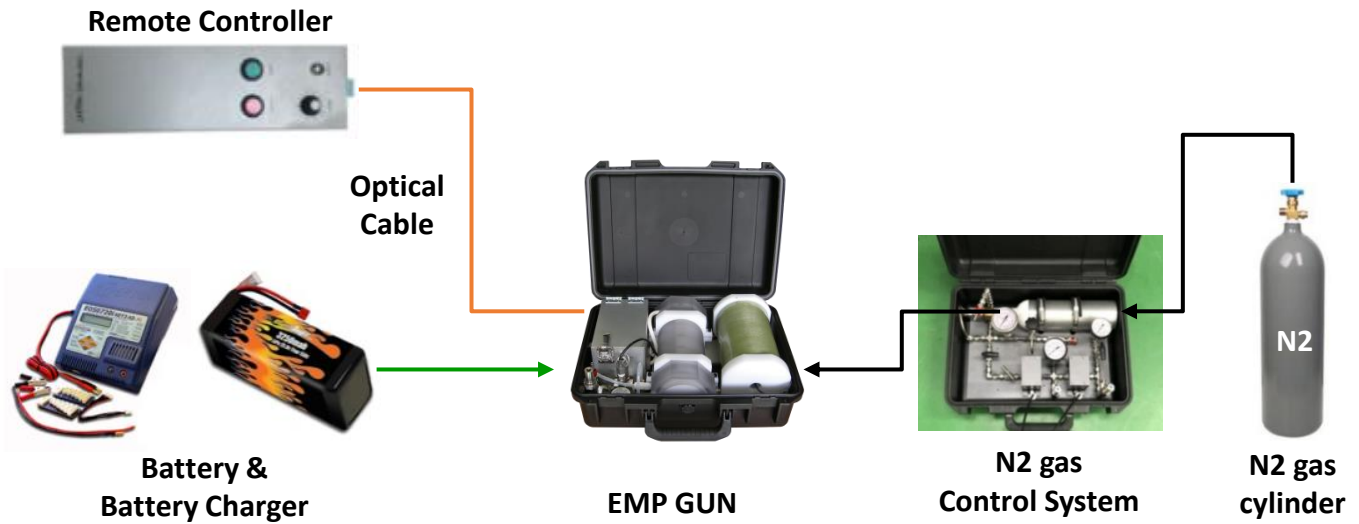 Remote Controller
Optical
Cable
N2
Battery &
Battery Charger
EMP GUN
N2 gas
Control System
N2 gas
cylinder